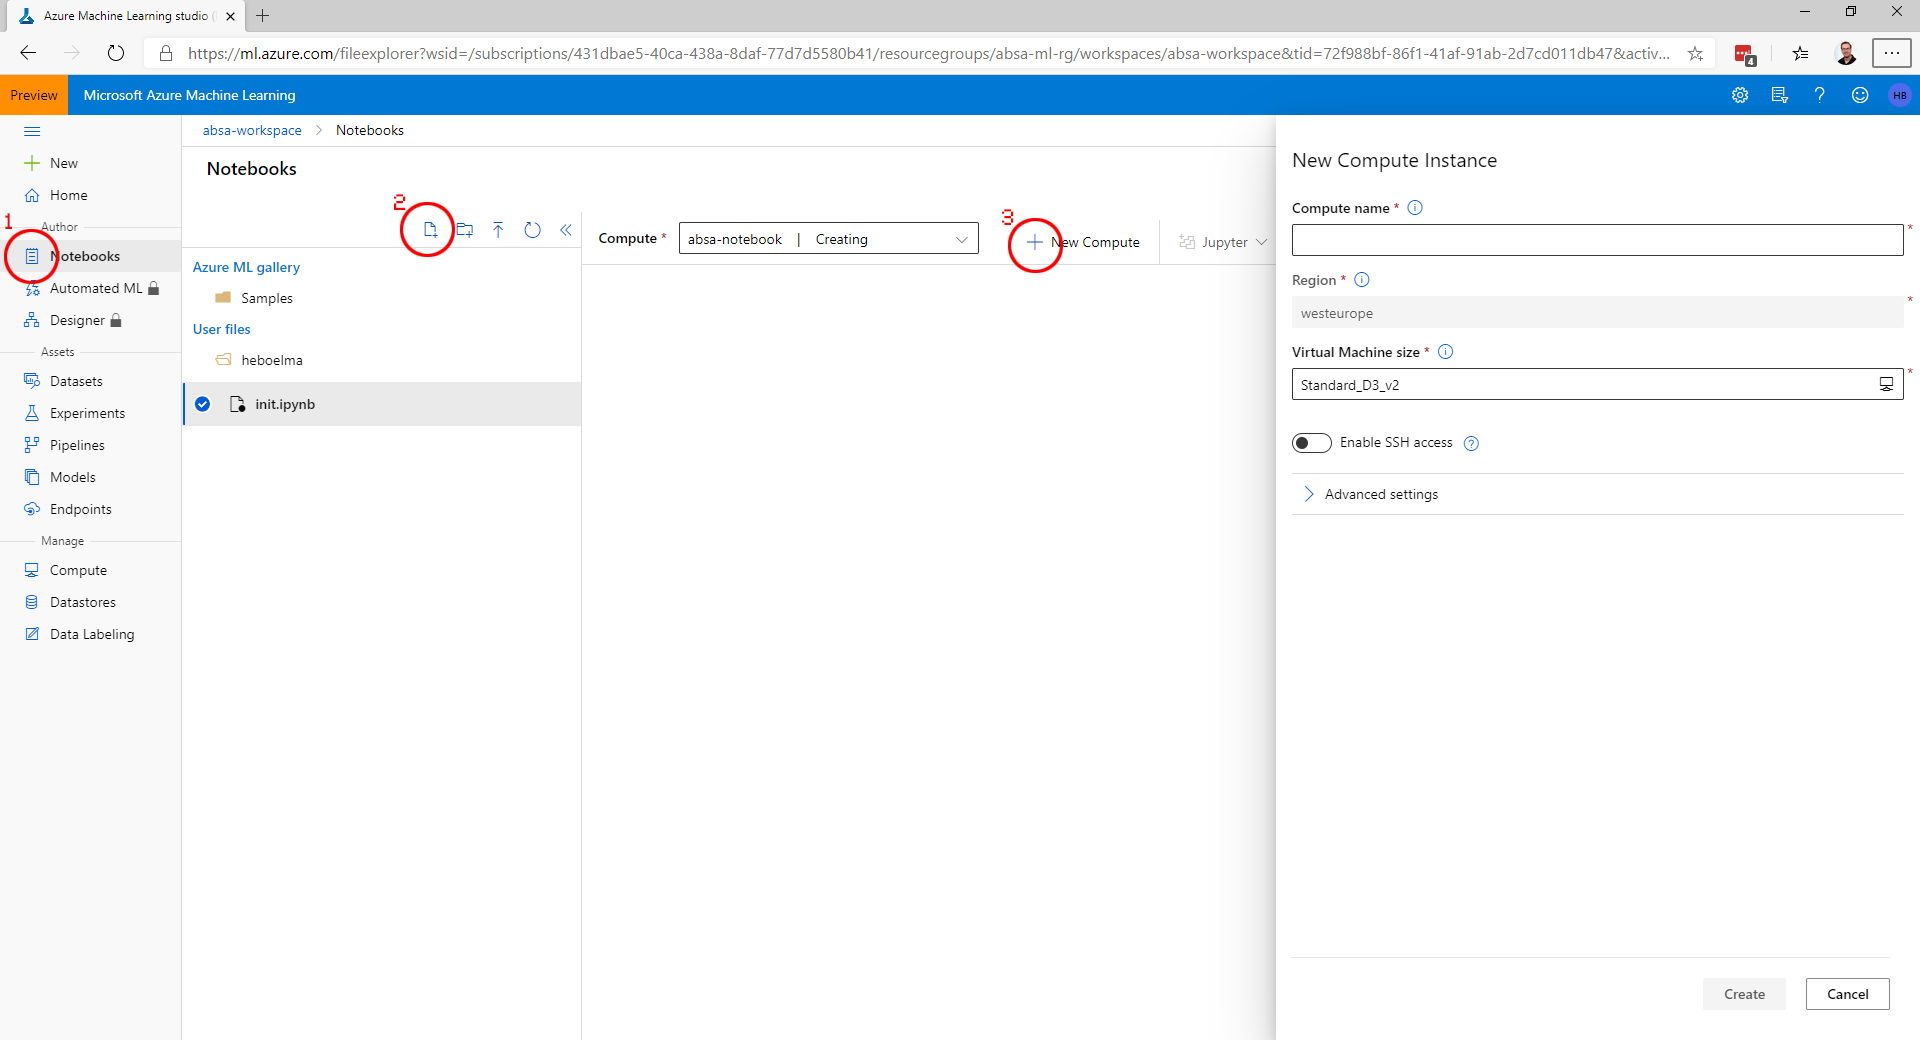 Azure Machine Learning studio (
https://ml.azure.com/fileexplorer?wsid=/subscriptions/431dbae5-40ca-438a-8daf-77d7d5580b41/resourcegroups/absa-ml-rg/workspaces/absa-workspace&tid=72f988bf-86f1-41af-91ab-2d7cd011db47&activ...
4
Preview
Microsoft Azure Machine Learning
HB
New
Home
1
Author
Notebooks
Automated ML
Designer
Assets
Datasets
Experiments
Pipelines
Models
Endpoints
Manage
Compute
Datastores
Data Labeling
absa-workspace > Notebooks
Notebooks
2
Azure ML gallery
Samples
User files
heboelma
init.ipynb
Compute *
absa-notebook | Creating
3
New Compute
Jupyter
New Compute Instance
Compute name *
*
Region *
*
westeurope
Virtual Machine size *
*
Standard_D3_v2
Enable SSH access
Advanced settings
Create
Cancel